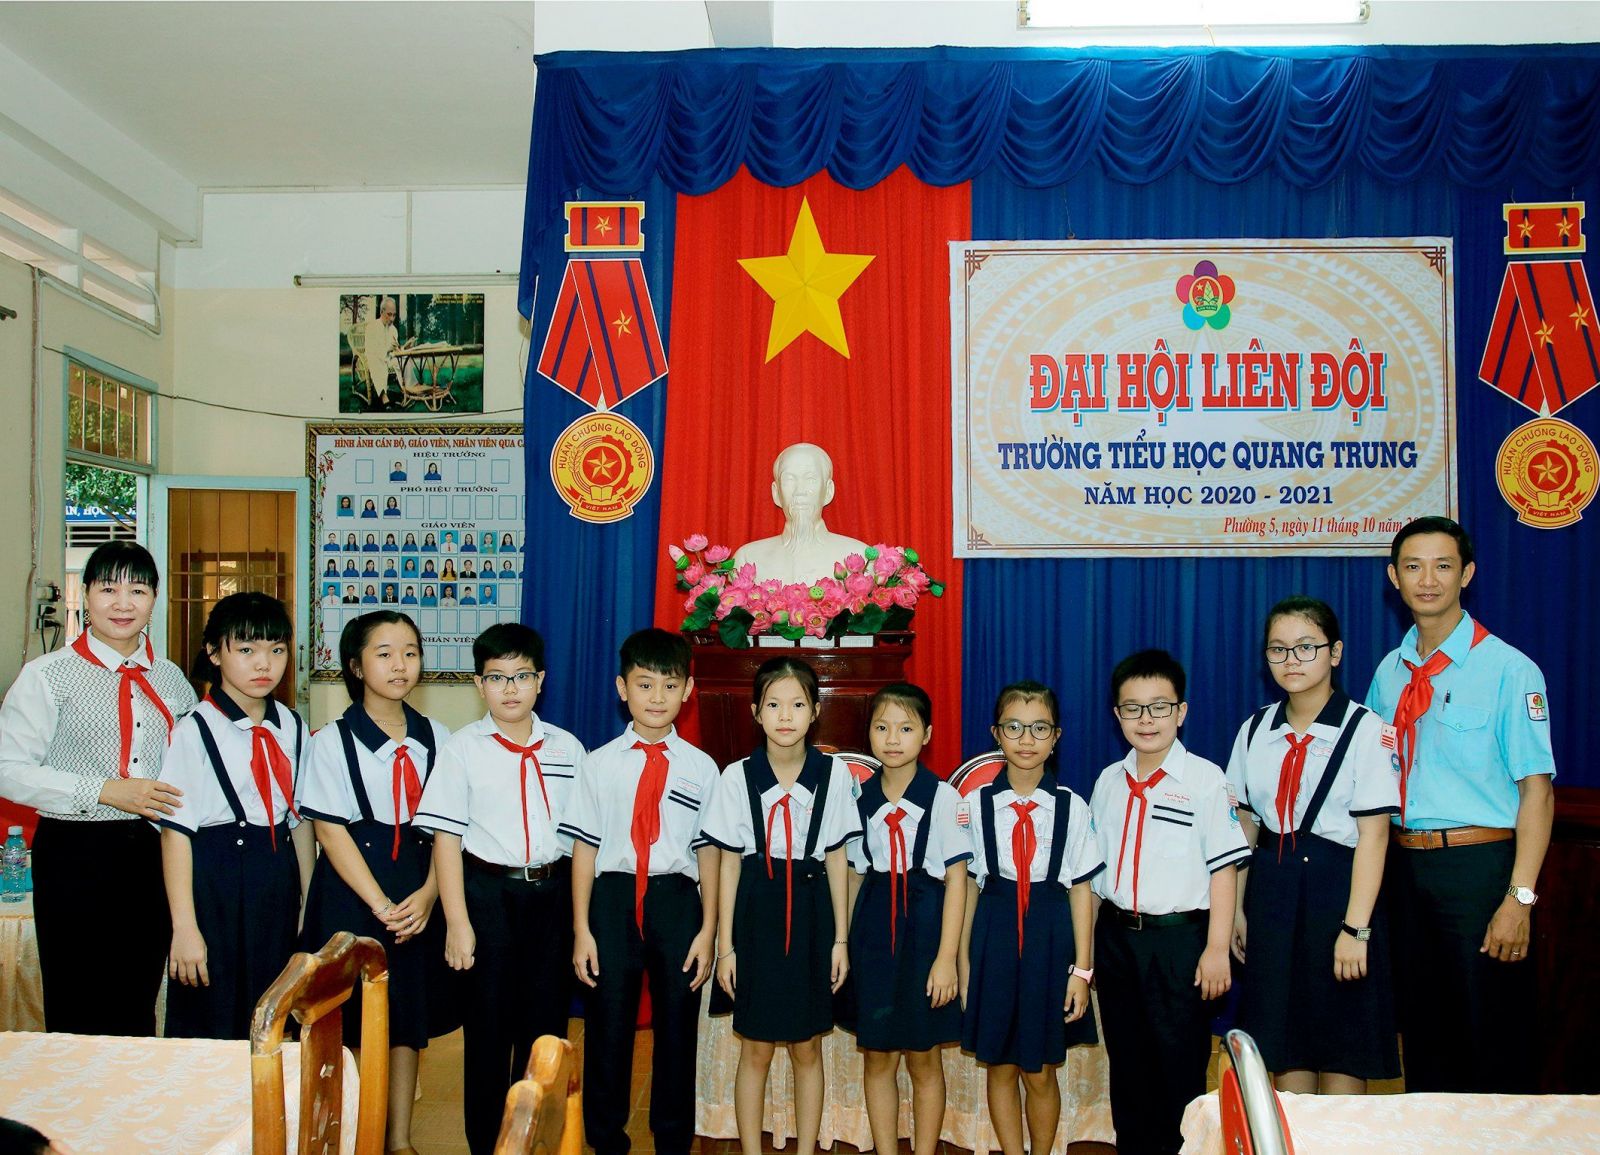 ĐẠI HỘI LIÊN ĐỘI
TRƯỜNG TIỂU HỌC QUANG TRUNG
NĂM HỌC 2020 - 2021
Phường 5, ngày 11 tháng 10 năm
HUÂN CHƯƠNG LAO ĐỘNG
VIỆT NAM
HUÂN CHƯƠNG LAO ĐỘNG
VIỆT NAM
HÌNH ẢNH CÁN BỘ, GIÁO VIÊN, NHÂN VIÊN QUA
HIỆU TRƯỞNG
PHÓ HIỆU TRƯỞNG
GIÁO VIÊN
NHÂN VIÊN